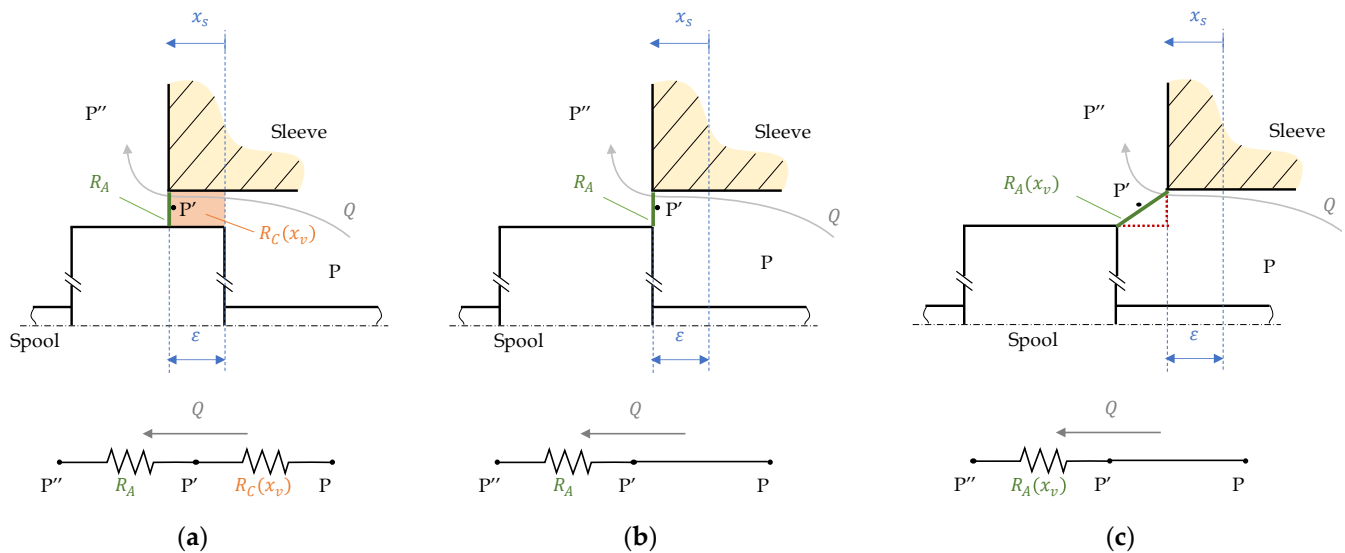 x_s
P′′
Sleeve
R_A
P′
Q
R_C(x_v)
P
Spool
ε
Q
P′′
R_A
P′
R_C(x_v)
P
(a)
x_s
P′′
Sleeve
R_A
P′
Q
P
Spool
ε
Q
P′′
R_A
P′
P
(b)
x_s
P′′
Sleeve
R_A(x_v)
P′
Q
P
Spool
ε
Q
P′′
R_A(x_v)
P′
P
(c)